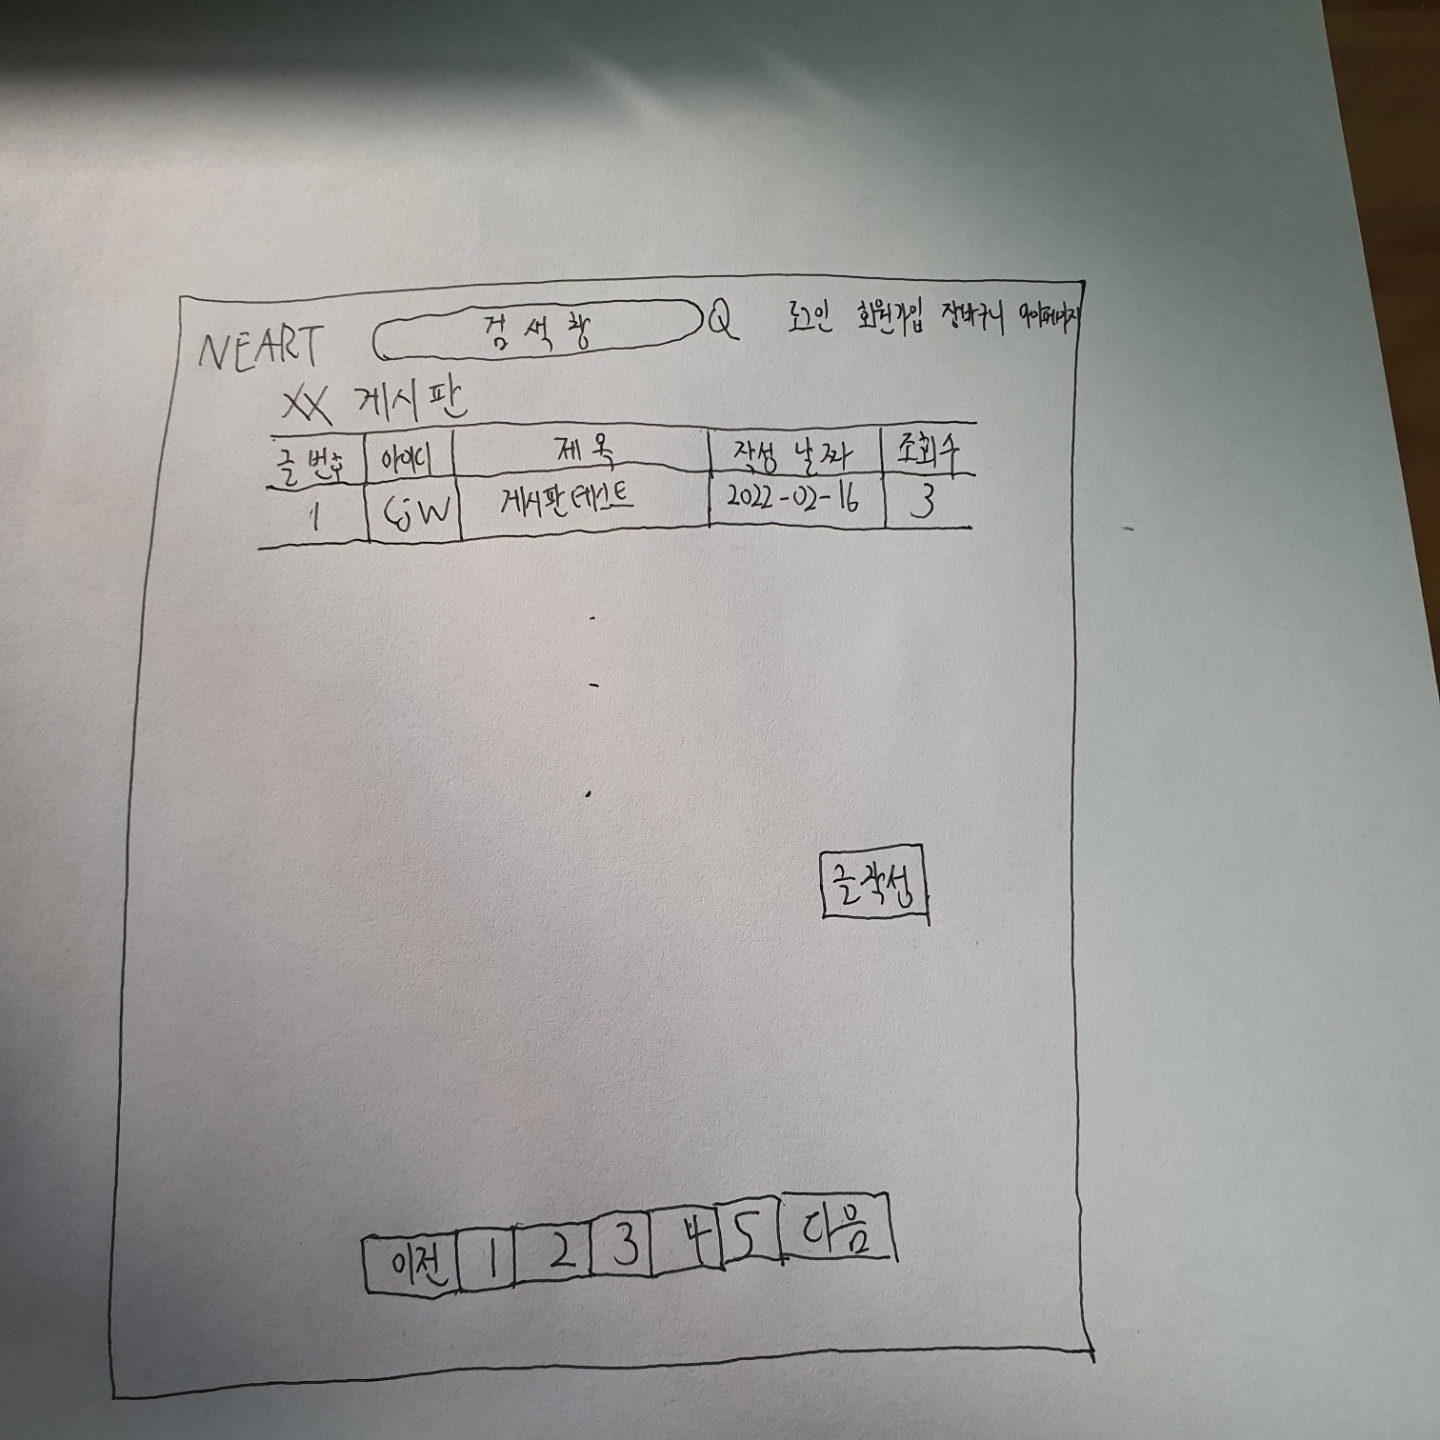 NEART 검색창 Q 로그인 회원가입 장바구니 마이페이지
XX 게시판
글 번호 아이디 제목 작성 날짜 조회수
1 게시판 테스트 2022-02-16 3
글작성
이전 1 2 3 4 5 다음